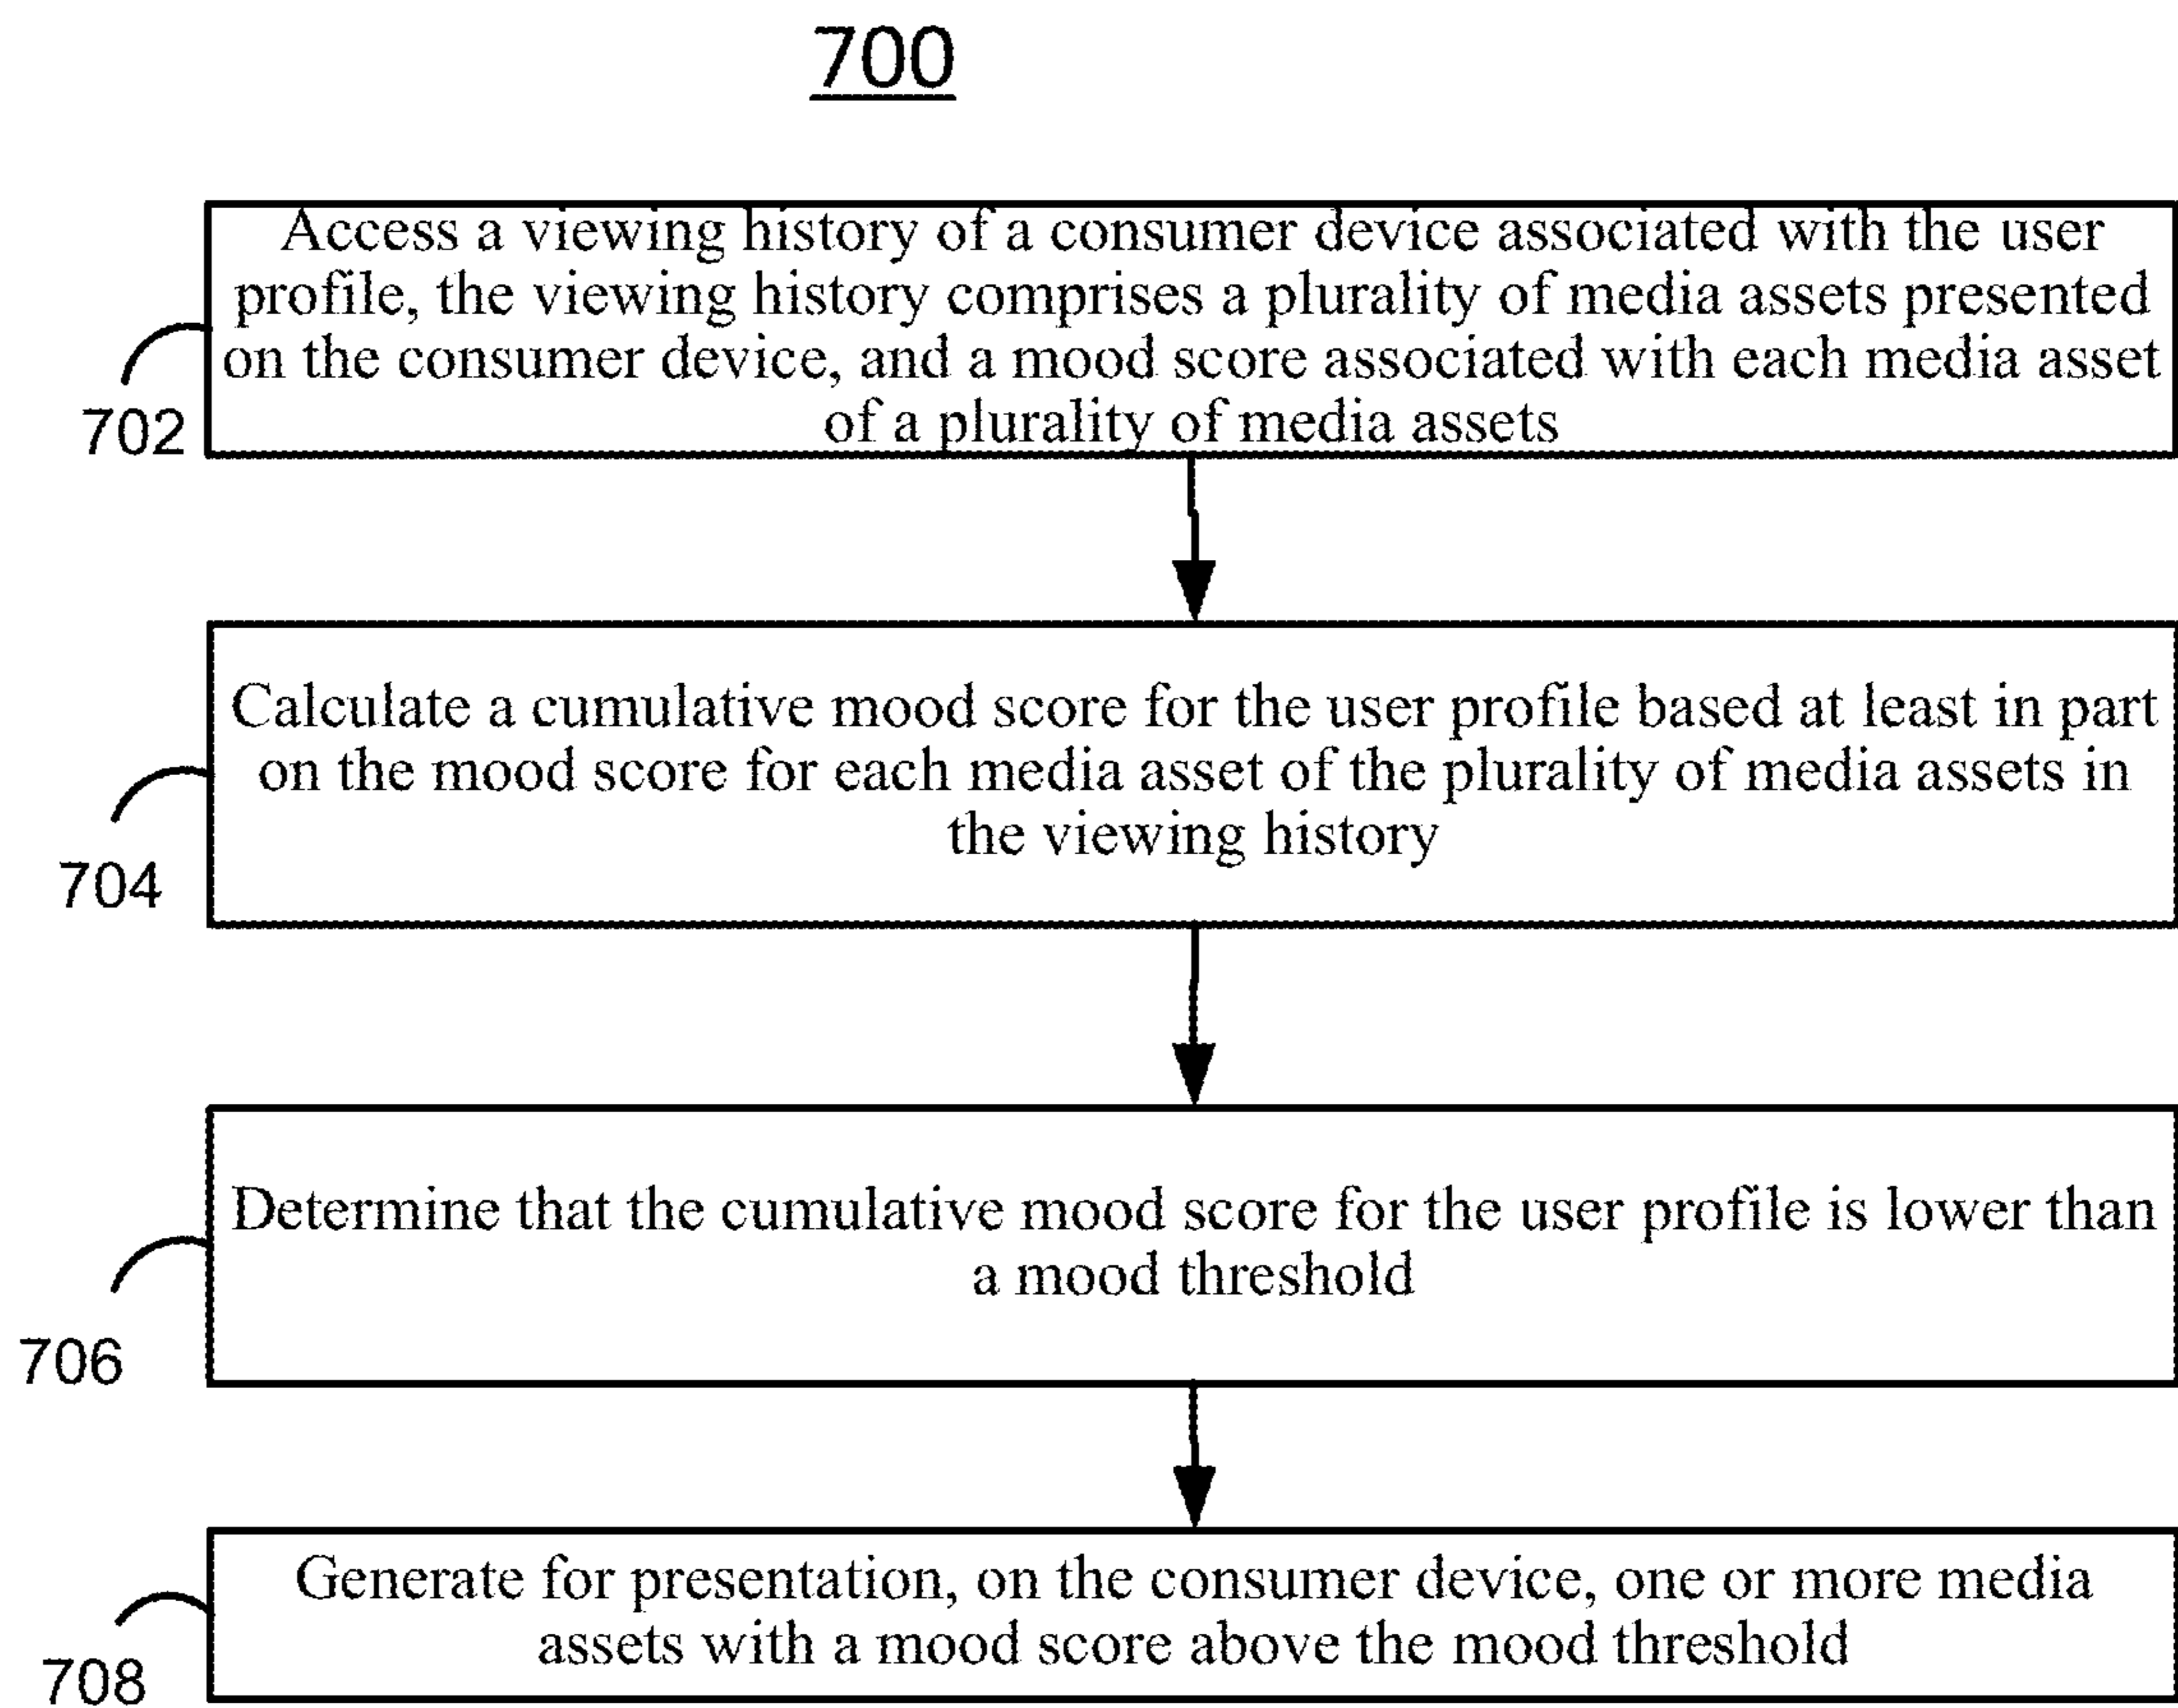 700
Access a viewing history of a consumer device associated with the user
profile, the viewing history comprises a plurality of media assets presented
on the consumer device, and a mood score associated with each media asset
of a plurality of media assets
702
Calculate a cumulative mood score for the user profile based at least in part
on the mood score for each media asset of the plurality of media assets in
the viewing history
704
Determine that the cumulative mood score for the user profile is lower than
a mood threshold
706
Generate for presentation, on the consumer device, one or more media
assets with a mood score above the mood threshold
708